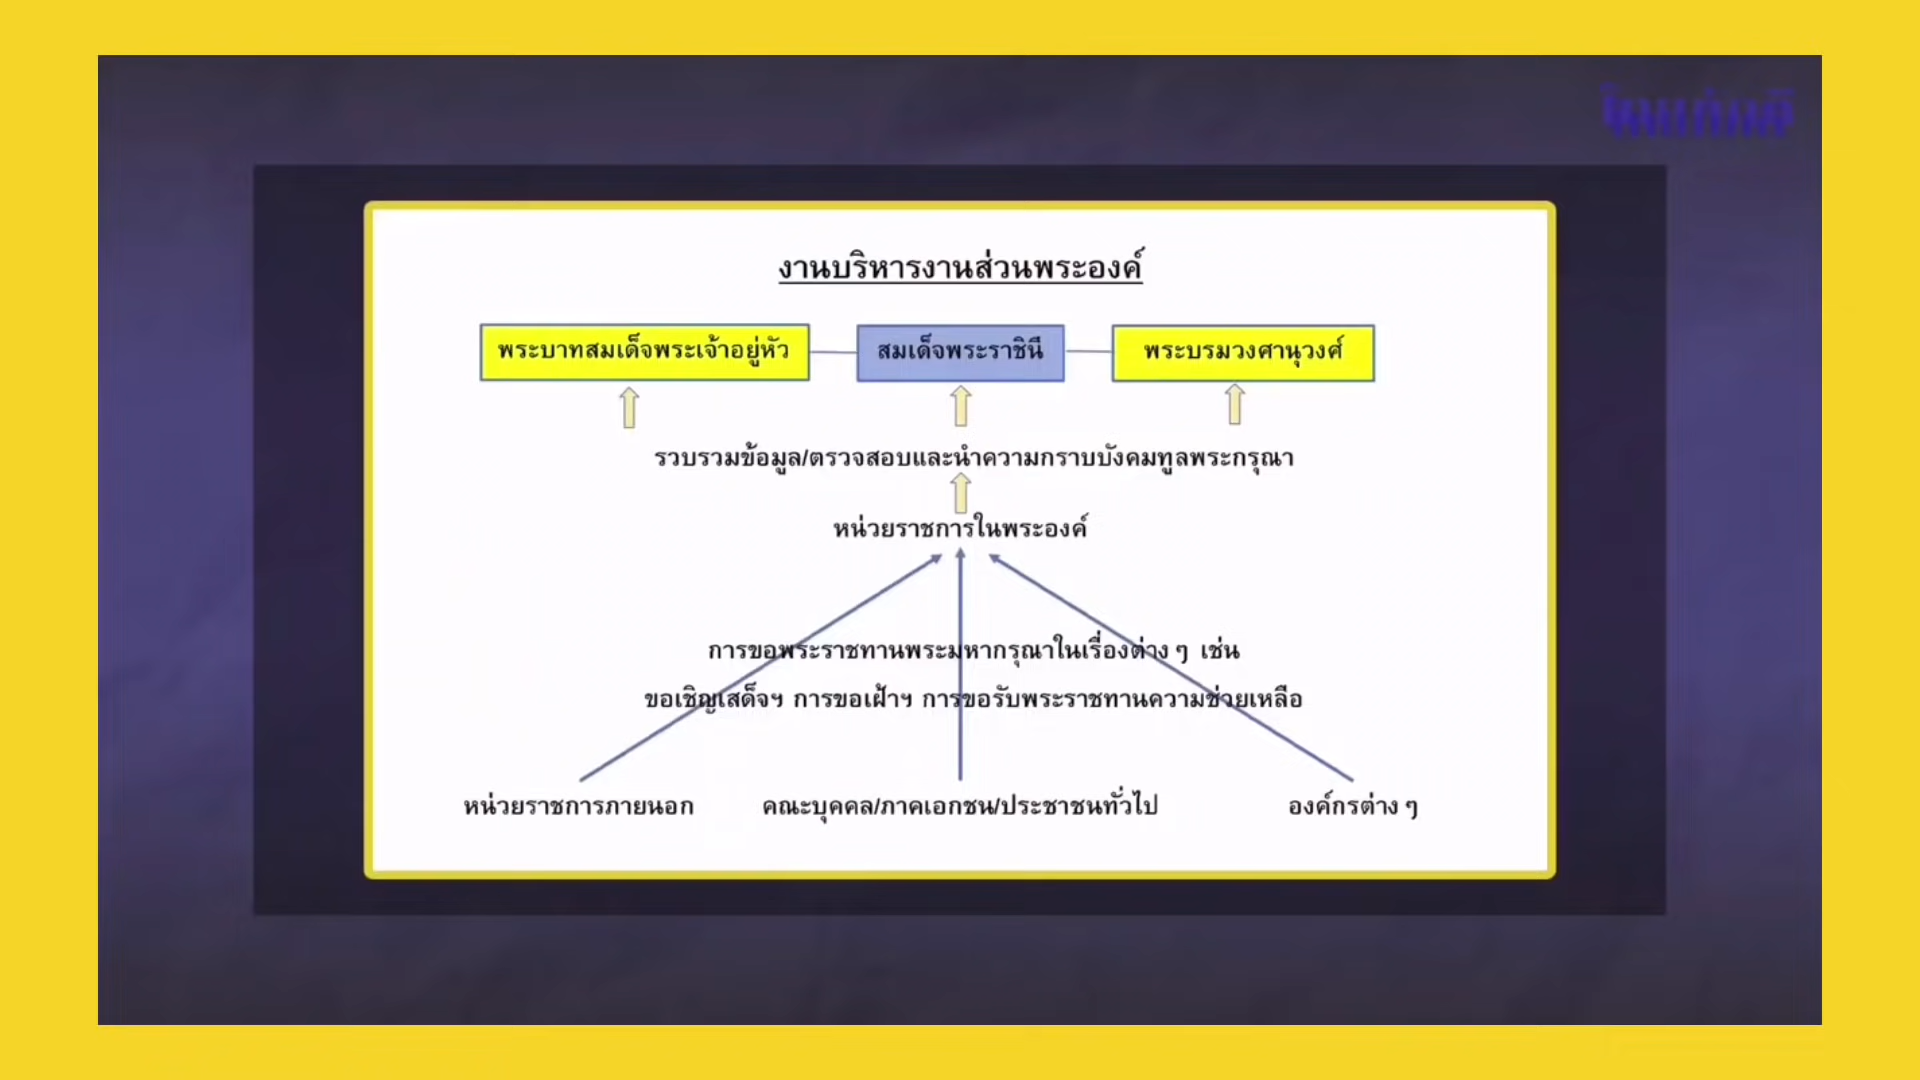 งานบริหารงานส่วนพระองค์
พระบาทสมเด็จพระเจ้าอยู่หัว สมเด็จพระราชินี พระบรมวงศานุวงศ์
รวบรวมข้อมูล/ตรวจสอบและนำความกราบบังคมทูลพระกรุณา
หน่วยราชการในพระองค์
การขอพระราชทานพระมหากรุณาในเรื่องต่าง ๆ เช่น
ขอเชิญเสด็จฯ การขอเฝ้าฯ การขอรับพระราชทานความช่วยเหลือ
หน่วยราชการภายนอก คณะบุคคล/ภาคเอกชน/ประชาชนทั่วไป องค์กรต่าง ๆ